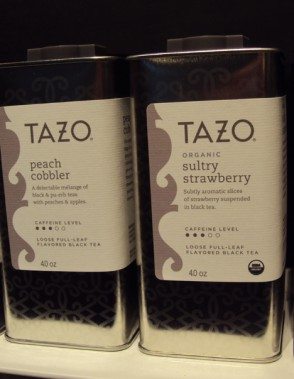 TAZO
peach
cobbler
A delectable mélange of
black & pu-erh teas
with peaches & apples.
CAFFEINE LEVEL
LOOSE FULL-LEAF
FLAVORED BLACK TEA
40 oz
TAZO
ORGANIC
sultry
strawberry
Subtly aromatic slices
of strawberry suspended
in black tea.
CAFFEINE LEVEL
LOOSE FULL-LEAF
FLAVORED BLACK TEA
40 oz